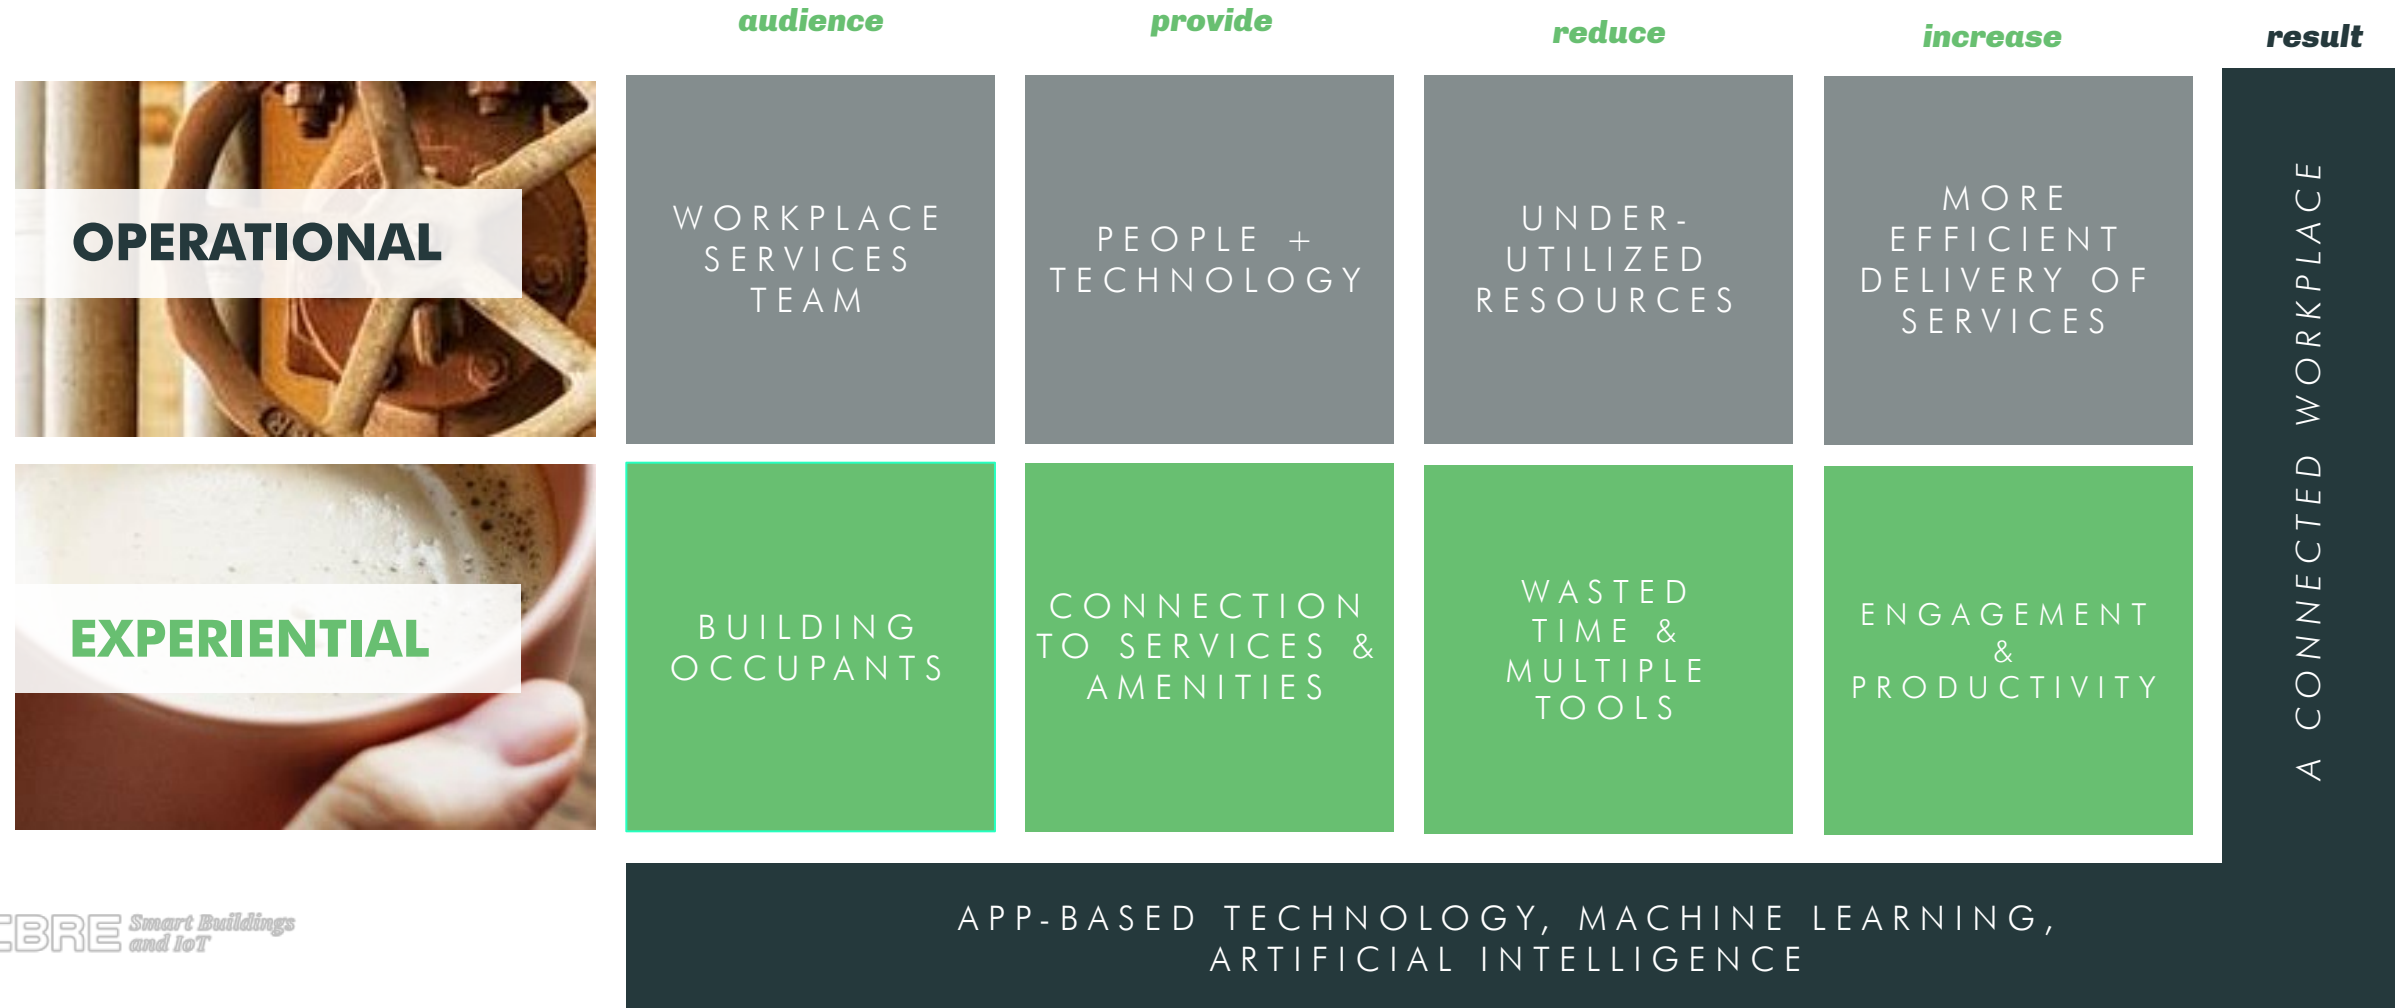 audience
provide
reduce
increase
result
OPERATIONAL
WORKPLACE
SERVICES
TEAM
PEOPLE +
TECHNOLOGY
UNDER-
UTILIZED
RESOURCES
MORE
EFFICIENT
DELIVERY OF
SERVICES
A CONNECTED WORKPLACE
EXPERIENTIAL
BUILDING
OCCUPANTS
CONNECTION
TO SERVICES &
AMENITIES
WASTED
TIME &
MULTIPLE
TOOLS
ENGAGEMENT
&
PRODUCTIVITY
APP-BASED TECHNOLOGY, MACHINE LEARNING,
ARTIFICIAL INTELLIGENCE
CBRE Smart Buildings
and IoT